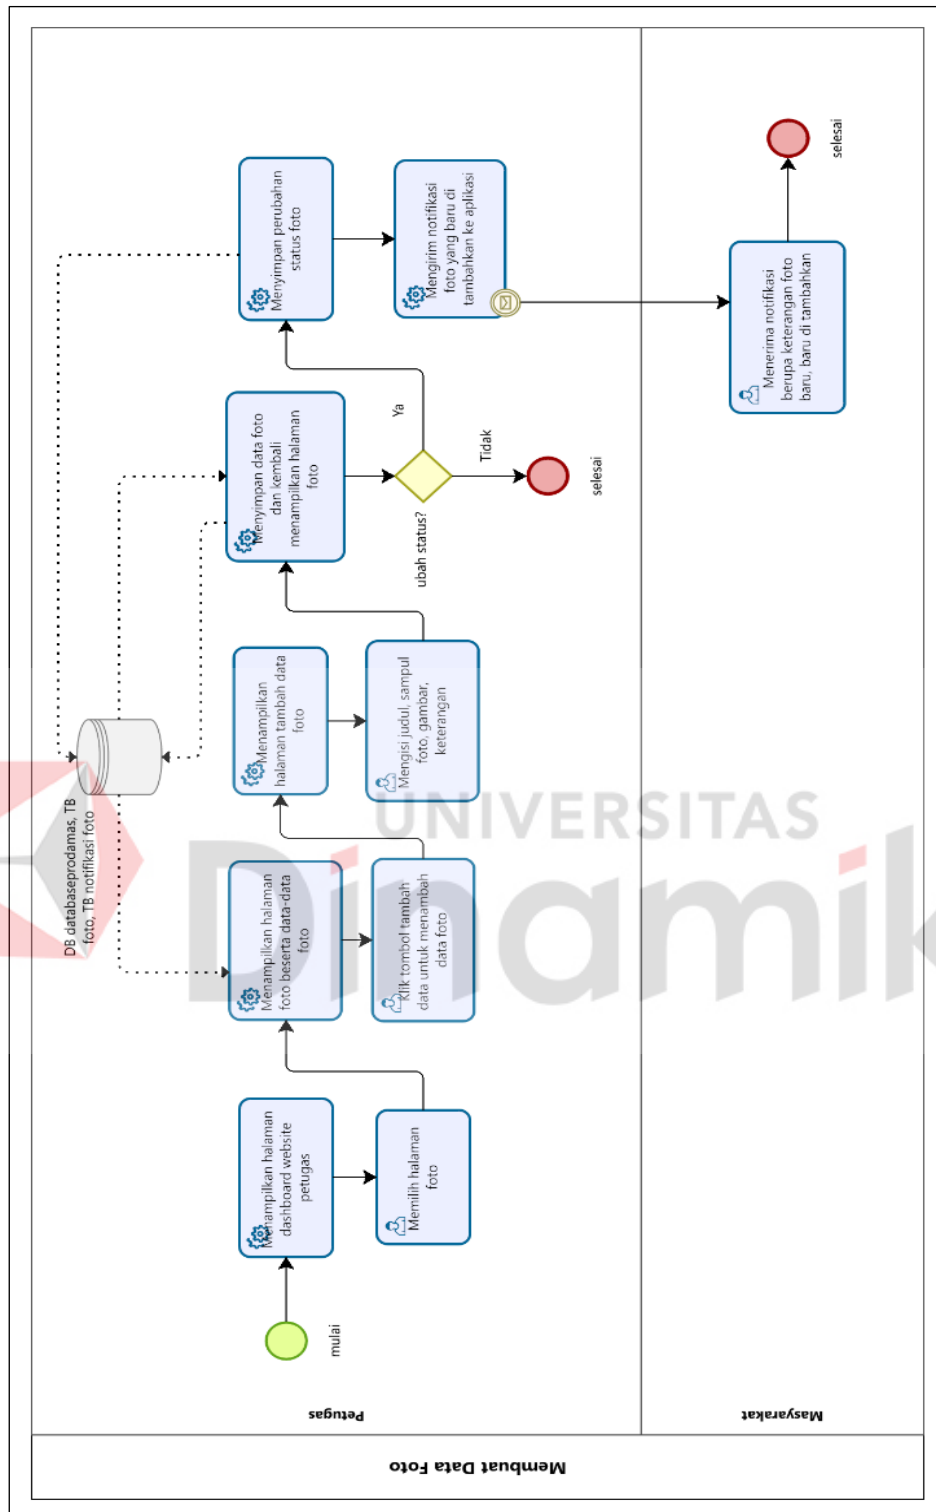 Membuat Data Foto
Petugas
Masyarakat
mulai
Menampilkan halaman
dashboard website
petugas
Memilih halaman
foto
Menampilkan halaman
foto beserta data-data
foto
Klik tombol tambah
data untuk menambah
data foto
Menampilkan
halaman tambah data
foto
Mengisi judul, sampul
foto, gambar,
keterangan
Menyimpan data foto
dan kembali
menampilkan halaman
foto
ubah status?
Tidak
selesai
Ya
Menyimpan perubahan
status foto
Mengirim notifikasi
foto yang baru di
tambahkan ke aplikasi
DB databaseprodamas, TB
foto, TB notifikasi foto
Menerima notifikasi
berupa keterangan foto
baru, baru di tambahkan
selesai
UNIVERSITAS
Dinamik